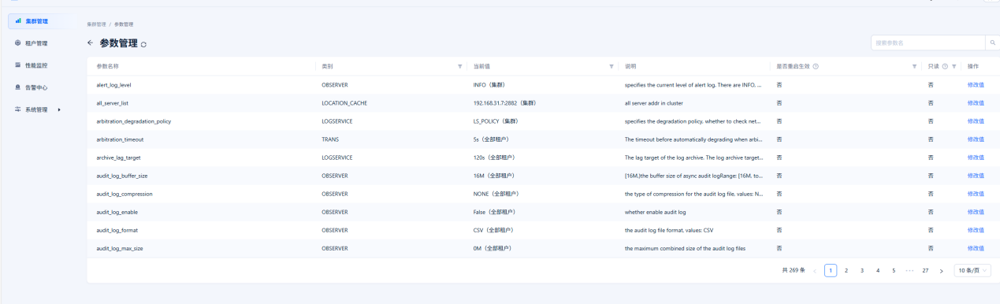 集群管理
集群管理 / 参数管理
租户管理
← 参数管理
搜索参数名
性能监控
参数名称 类别 当前值 说明 是否重启生效 只读 操作
告警中心
alert_log_level OBSERVER INFO（集群） specifies the current level of alert log. There are INFO, ... 否 否 修改值
all_server_list LOCATION_CACHE 192.168.31.7:2882（集群） all server addr in cluster 否 否 修改值
系统管理
arbitration_degradation_policy LOGSERVICE LS_POLICY（集群） specifies the degradation policy, whether to check net... 否 否 修改值
arbitration_timeout TRANS 5s（全部租户） The timeout before automatically degrading when arbi... 否 否 修改值
archive_lag_target LOGSERVICE 120s（全部租户） The lag target of the log archive. The log archive target... 否 否 修改值
audit_log_buffer_size OBSERVER 16M（全部租户） [16M,)the buffer size of async audit logRange: [16M, to... 否 否 修改值
audit_log_compression OBSERVER NONE（全部租户） the type of compression for the audit log file, values: N... 否 否 修改值
audit_log_enable OBSERVER False（全部租户） whether enable audit log 否 否 修改值
audit_log_format OBSERVER CSV（全部租户） the audit log file format, values: CSV 否 否 修改值
audit_log_max_size OBSERVER 0M（全部租户） the maximum combined size of the audit log files 否 否 修改值
共 269 条 < 1 2 3 4 5 ••• 27 > 10 条/页